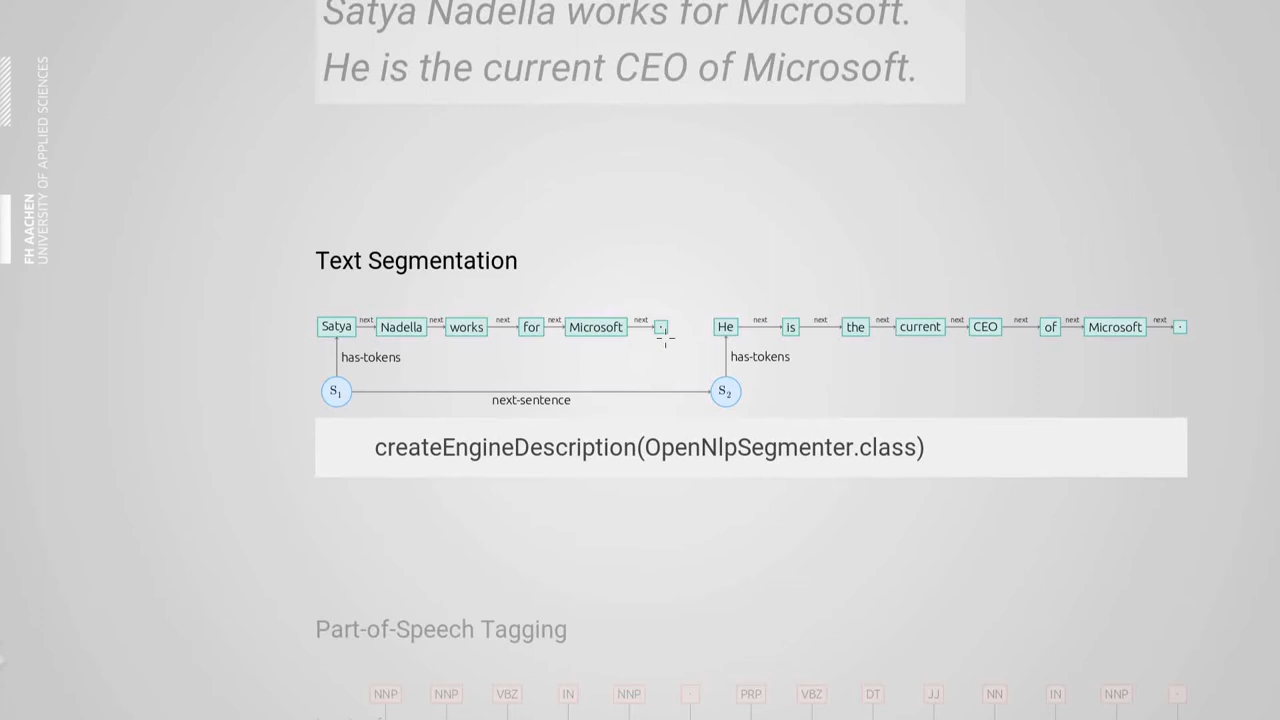 Satya Nadella works for Microsoft.
He is the current CEO of Microsoft.
FH AACHEN
UNIVERSITY OF APPLIED SCIENCES
Text Segmentation
next next next next next next next next next next next next
Satya Nadella works for Microsoft . He is the current CEO of Microsoft .
has-tokens has-tokens
S1 S2
next-sentence
createEngineDescription(OpenNlpSegmenter.class)
Part-of-Speech Tagging
NNP NNP VBZ IN NNP . PRP VBZ DT JJ NN IN NNP .